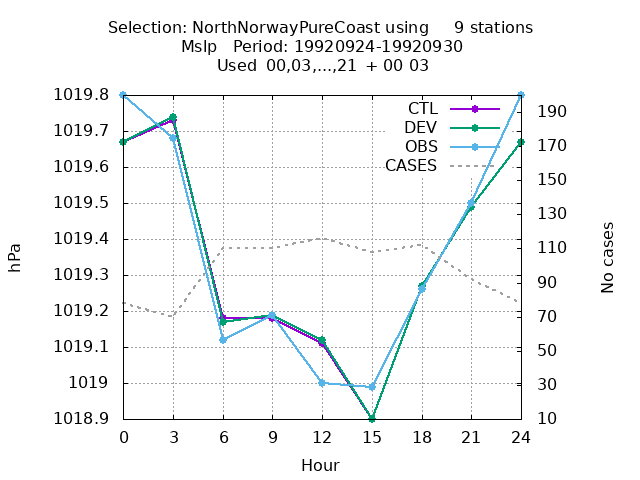 Selection: NorthNorwayPureCoast using     9 stations
Mslp   Period: 19920924-19920930
Used  00,03,...,21  + 00 03
CTL
DEV
OBS
CASES
1019.8
1019.7
1019.6
1019.5
1019.4
1019.3
1019.2
1019.1
1019
1018.9
hPa
190
170
150
130
110
90
70
50
30
10
No cases
0 3 6 9 12 15 18 21 24
Hour